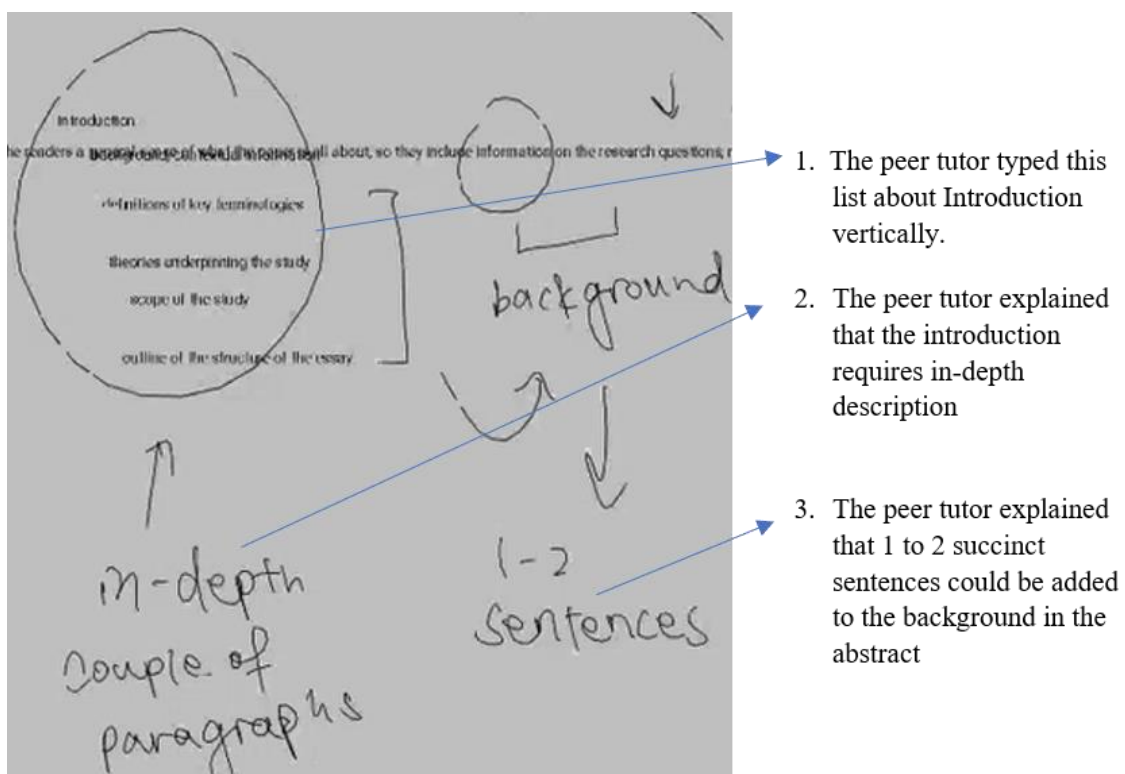 Introduction
he readers a general sense of what the paper is all about, so they include information on the research questions, r
background/contextual information
definitions of key terminologies
theories underpinning the study
scope of the study
outline of the structure of the essay
background
in-depth
couple of
paragraphs
1-2
sentences
1. The peer tutor typed this
list about Introduction
vertically.
2. The peer tutor explained
that the introduction
requires in-depth
description
3. The peer tutor explained
that 1 to 2 succinct
sentences could be added
to the background in the
abstract